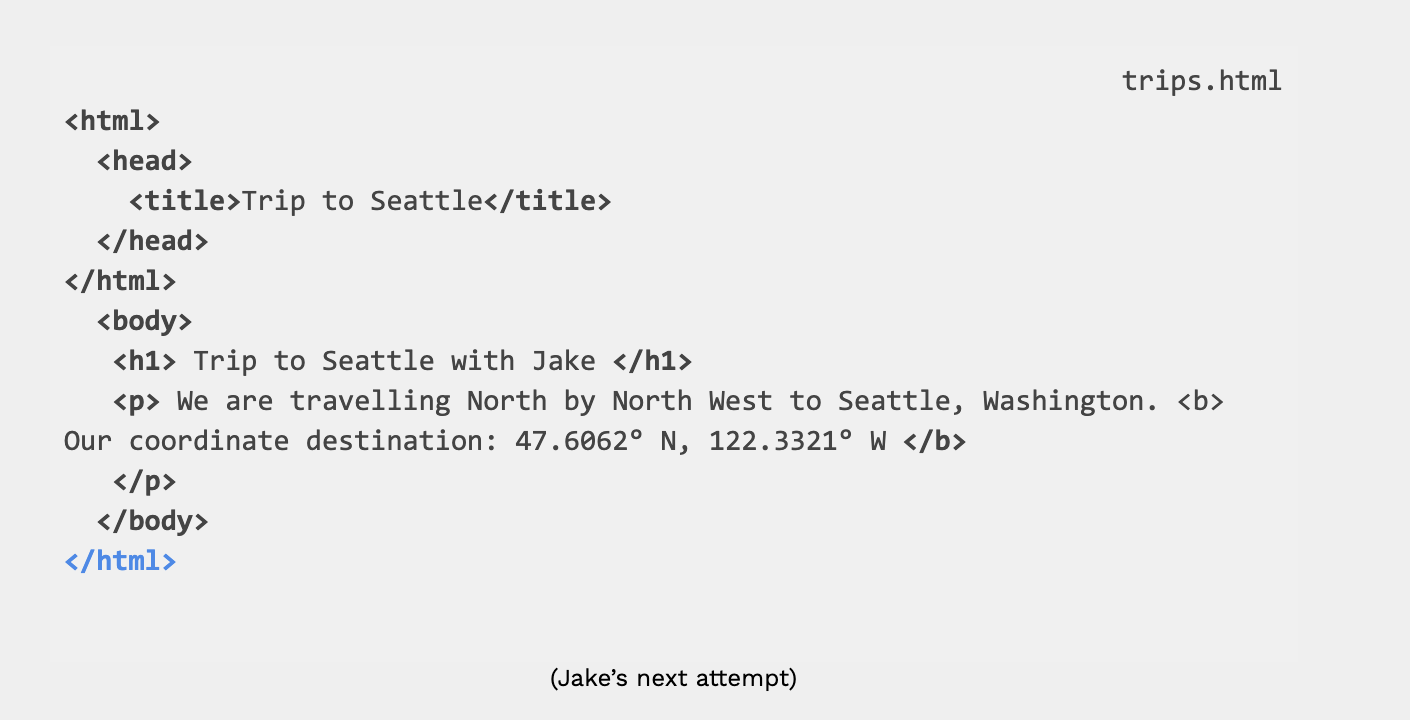 trips.html
<html>
  <head>
    <title>Trip to Seattle</title>
  </head>
</html>
  <body>
   <h1> Trip to Seattle with Jake </h1>
   <p> We are travelling North by North West to Seattle, Washington. <b>
Our coordinate destination: 47.6062° N, 122.3321° W </b>
   </p>
  </body>
</html>
(Jake’s next attempt)